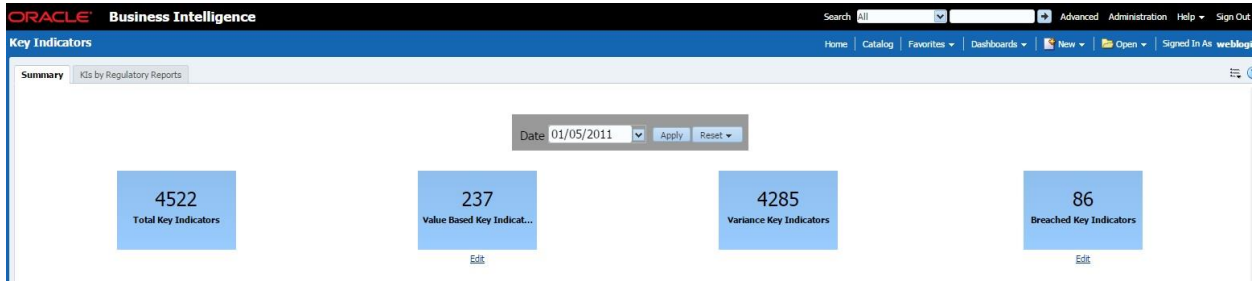 ORACLE Business Intelligence Search All Advanced Administration Help Sign Out
Key Indicators Home Catalog Favorites Dashboards New Open Signed In As weblogi
Summary KIs by Regulatory Reports
Date 01/05/2011 Apply Reset
4522
Total Key Indicators
237
Value Based Key Indicat...
Edit
4285
Variance Key Indicators
86
Breached Key Indicators
Edit